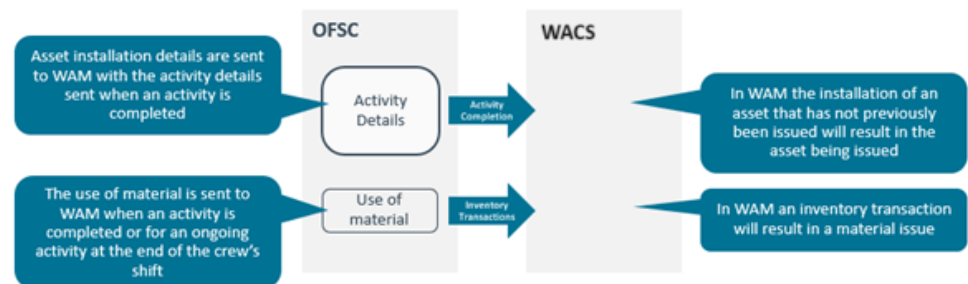 OFSC
WACS
Asset installation details are sent
to WAM with the activity details
sent when an activity is
completed
Activity
Details
Activity
Completion
In WAM the installation of an
asset that has not previously
been issued will result in the
asset being issued
The use of material is sent to
WAM when an activity is
completed or for an ongoing
activity at the end of the crew's
shift
Use of
material
Inventory
Transactions
In WAM an inventory transaction
will result in a material issue